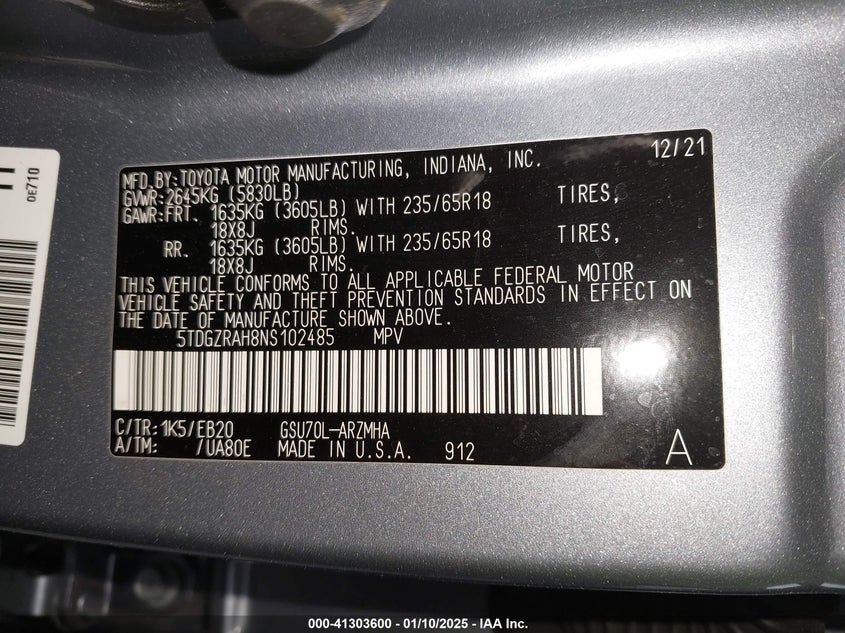 MFD.BY:TOYOTA MOTOR MANUFACTURING, INDIANA, INC. 12/21
GVWR:2645KG (5830LB)
GAWR:FRT. 1635KG (3605LB) WITH 235/65R18 TIRES,
18X8J RIMS.
RR. 1635KG (3605LB) WITH 235/65R18 TIRES,
18X8J RIMS.
THIS VEHICLE CONFORMS TO ALL APPLICABLE FEDERAL MOTOR
VEHICLE SAFETY AND THEFT PREVENTION STANDARDS IN EFFECT ON
THE DATE OF MANUFACTURE SHOWN ABOVE.
5TDGZRAH8NS102485 MPV
C/TR: 1K5/EB20 GSU70L-ARZMHA
A/TM: /UA80E MADE IN U.S.A. 912 A
0E710
000-41303600 - 01/10/2025 - IAA Inc.